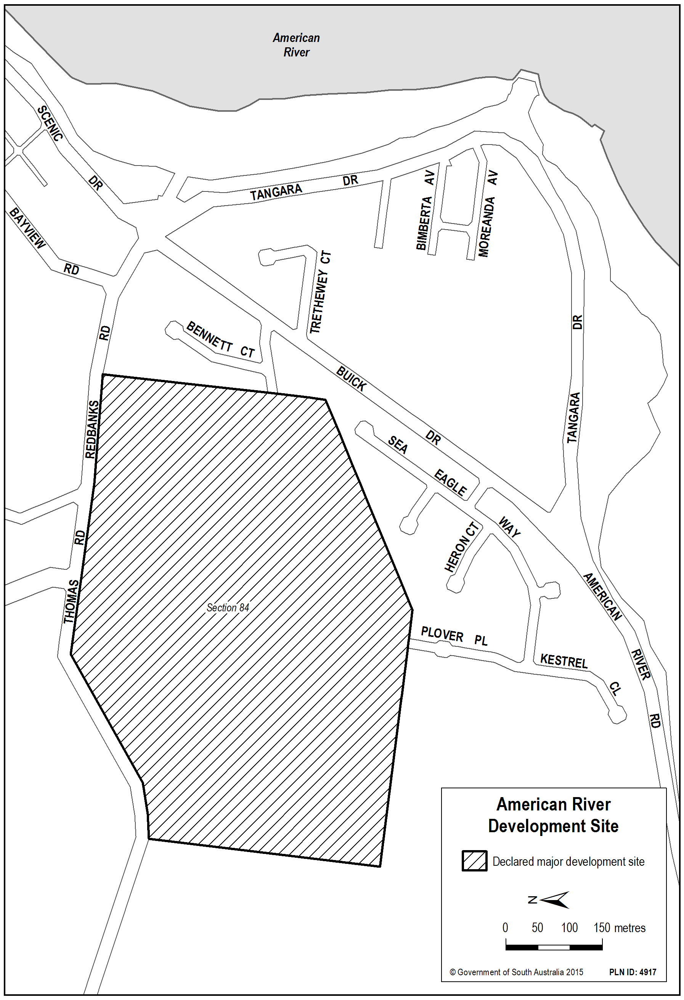 American
River
SCENIC
DR
TANGARA DR
BIMBERTA AV
MOREANDA AV
BAYVIEW
RD
TRETHEWEY CT
BENNETT CT
RD
DR
BUICK
DR
REDBANKS
TANGARA
SEA
EAGLE
WAY
HERON CT
RD
THOMAS
Section 84
AMERICAN
RIVER
RD
PLOVER PL
KESTREL
CL
American River
Development Site
Declared major development site
N
0 50 100 150 metres
© Government of South Australia 2015 PLN ID: 4917